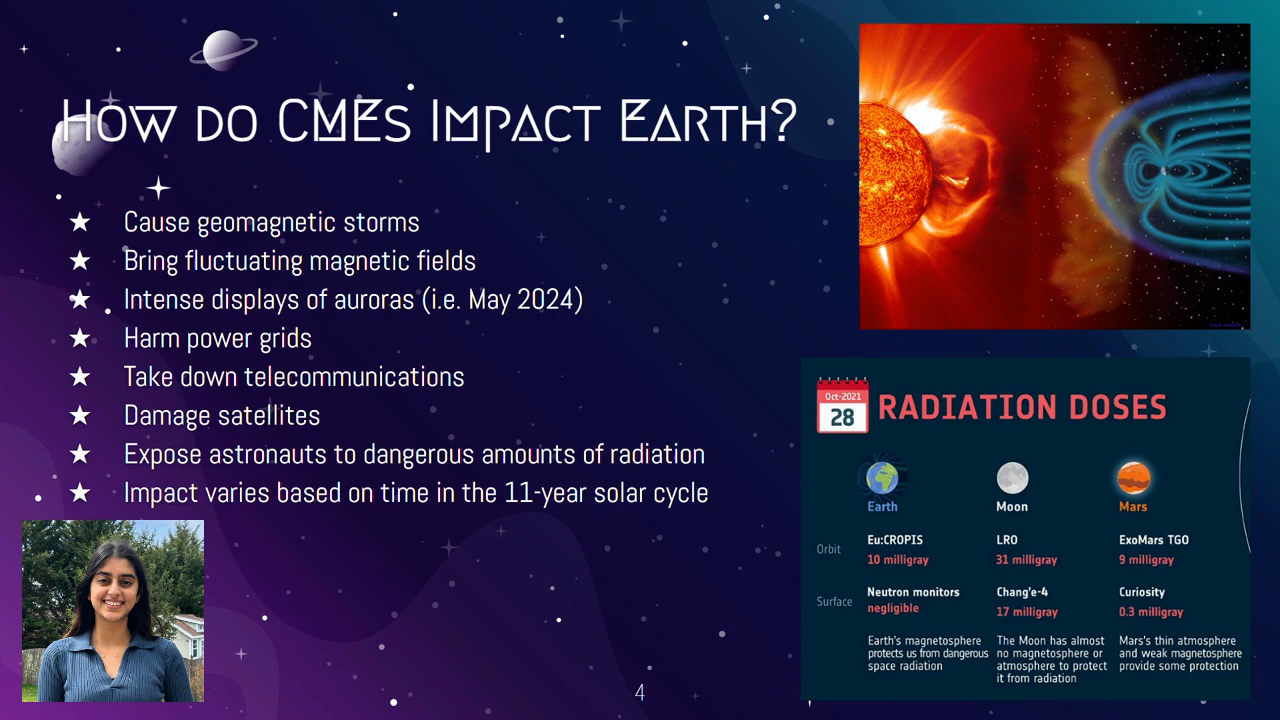 How do CMEs Impact Earth?
★ Cause geomagnetic storms
★ Bring fluctuating magnetic fields
★ Intense displays of auroras (i.e. May 2024)
★ Harm power grids
★ Take down telecommunications
★ Damage satellites
★ Expose astronauts to dangerous amounts of radiation
★ Impact varies based on time in the 11-year solar cycle
4
Oct-2021
28
RADIATION DOSES
Earth Moon Mars
Orbit Eu:CROPIS LRO ExoMars TGO
10 milligray 31 milligray 9 milligray
Surface Neutron monitors Chang'e-4 Curiosity
negligible 17 milligray 0.3 milligray
Earth's magnetosphere
protects us from dangerous
space radiation
The Moon has almost
no magnetosphere or
atmosphere to protect
it from radiation
Mars's thin atmosphere
and weak magnetosphere
provide some protection